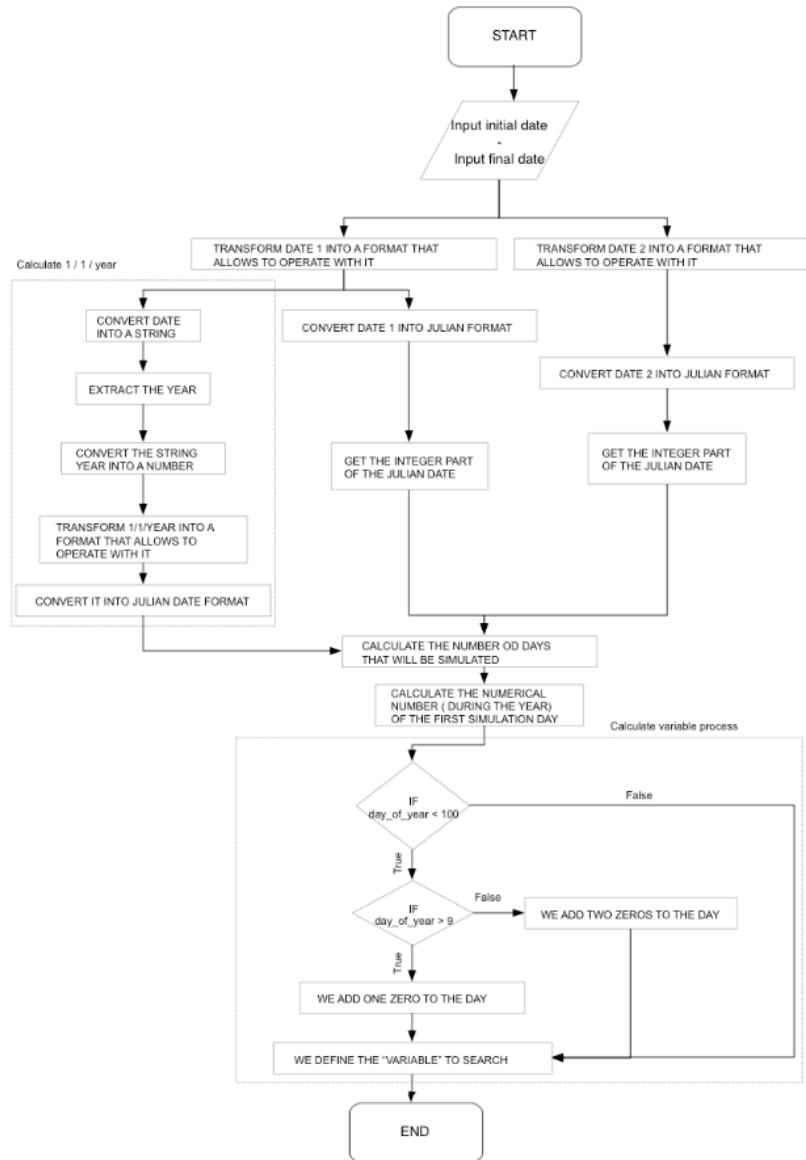 START
Input initial date
-
Input final date
TRANSFORM DATE 1 INTO A FORMAT THAT
ALLOWS TO OPERATE WITH IT
TRANSFORM DATE 2 INTO A FORMAT THAT
ALLOWS TO OPERATE WITH IT
Calculate 1 / 1 / year
CONVERT DATE
INTO A STRING
CONVERT DATE 1 INTO JULIAN FORMAT
EXTRACT THE YEAR
CONVERT DATE 2 INTO JULIAN FORMAT
CONVERT THE STRING
YEAR INTO A NUMBER
GET THE INTEGER PART
OF THE JULIAN DATE
GET THE INTEGER PART
OF THE JULIAN DATE
TRANSFORM 1/1/YEAR INTO A
FORMAT THAT ALLOWS TO
OPERATE WITH IT
CONVERT IT INTO JULIAN DATE FORMAT
CALCULATE THE NUMBER OD DAYS
THAT WILL BE SIMULATED
CALCULATE THE NUMERICAL
NUMBER ( DURING THE YEAR)
OF THE FIRST SIMULATION DAY
Calculate variable process
IF
day_of_year < 100
False
True
IF
day_of_year > 9
False
WE ADD TWO ZEROS TO THE DAY
True
WE ADD ONE ZERO TO THE DAY
WE DEFINE THE "VARIABLE" TO SEARCH
END